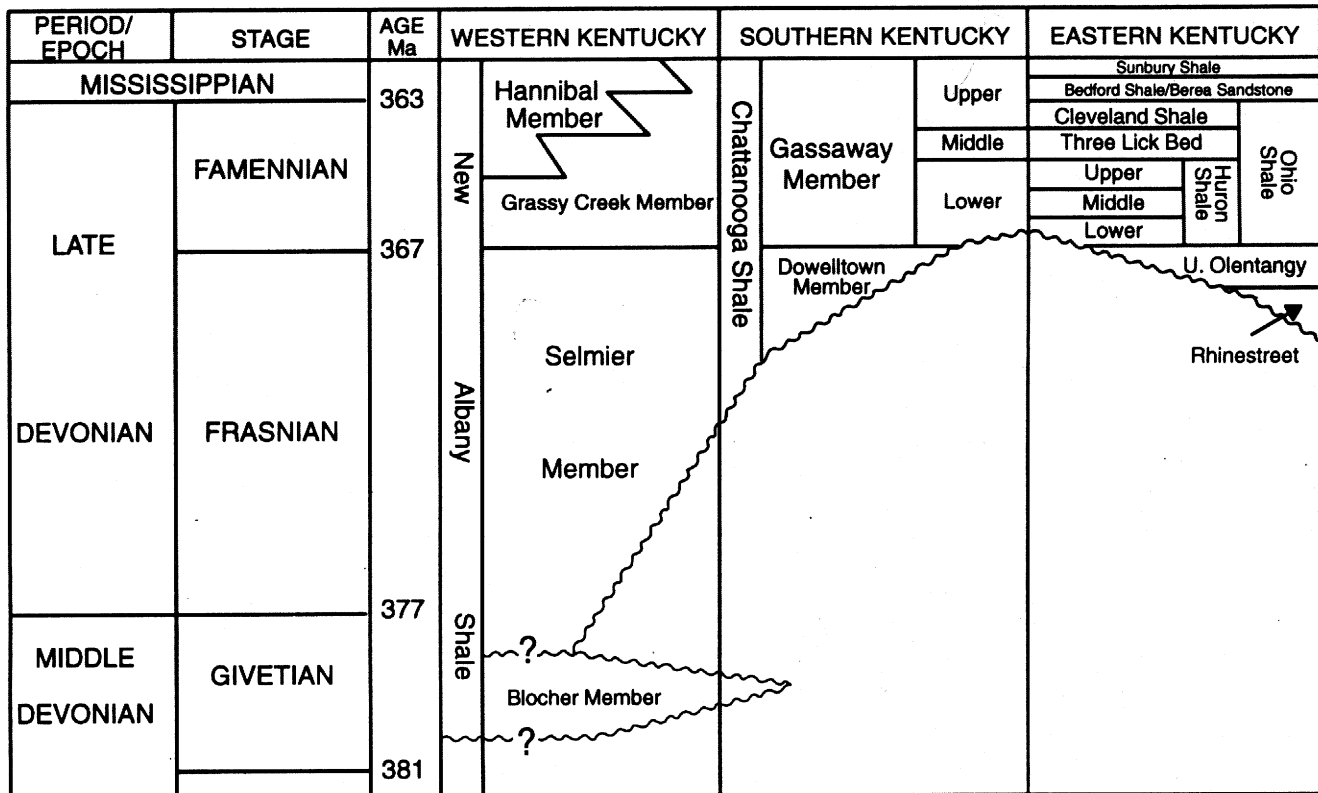 PERIOD/
EPOCH
STAGE
AGE
Ma
WESTERN KENTUCKY
SOUTHERN KENTUCKY
EASTERN KENTUCKY
MISSISSIPPIAN
363
LATE
DEVONIAN
FAMENNIAN
367
FRASNIAN
377
MIDDLE
DEVONIAN
GIVETIAN
381
New
Albany
Shale
Hannibal
Member
Grassy Creek Member
Selmier
Member
?
Blocher Member
?
Chattanooga Shale
Gassaway
Member
Upper
Middle
Lower
Dowelltown
Member
Sunbury Shale
Bedford Shale/Berea Sandstone
Cleveland Shale
Three Lick Bed
Upper
Middle
Lower
Huron
Shale
Ohio
Shale
U. Olentangy
Rhinestreet